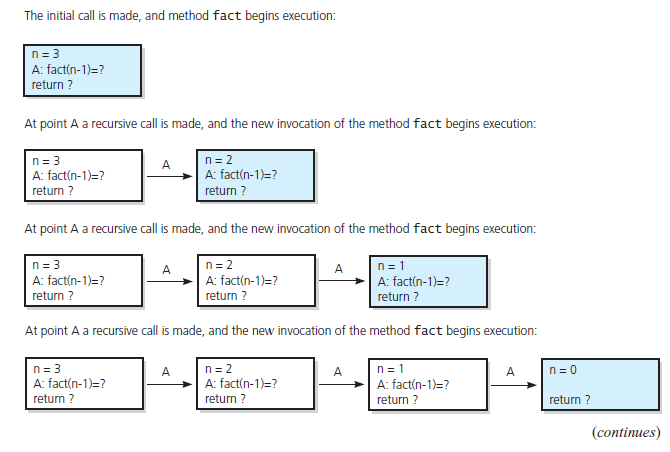 The initial call is made, and method fact begins execution:
n = 3
A: fact(n-1)=?
return ?
At point A a recursive call is made, and the new invocation of the method fact begins execution:
n = 3
A: fact(n-1)=?
return ?
A
n = 2
A: fact(n-1)=?
return ?
At point A a recursive call is made, and the new invocation of the method fact begins execution:
n = 3
A: fact(n-1)=?
return ?
A
n = 2
A: fact(n-1)=?
return ?
A
n = 1
A: fact(n-1)=?
return ?
At point A a recursive call is made, and the new invocation of the method fact begins execution:
n = 3
A: fact(n-1)=?
return ?
A
n = 2
A: fact(n-1)=?
return ?
A
n = 1
A: fact(n-1)=?
return ?
A
n = 0
return ?
(continues)